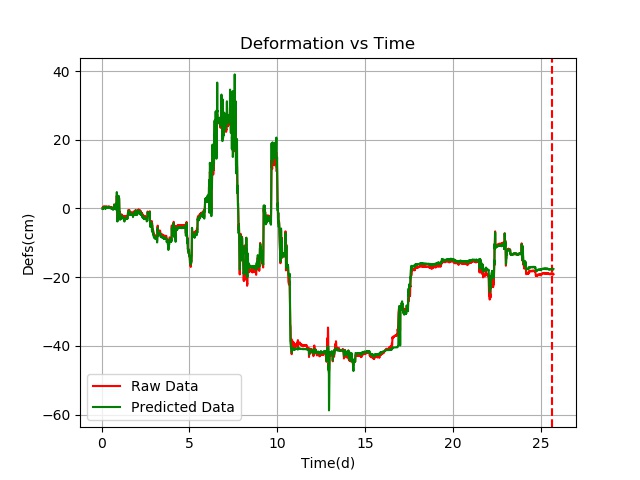 Deformation vs Time
40
20
0
−20
−40
−60
Defs(cm)
Raw Data
Predicted Data
0 5 10 15 20 25
Time(d)